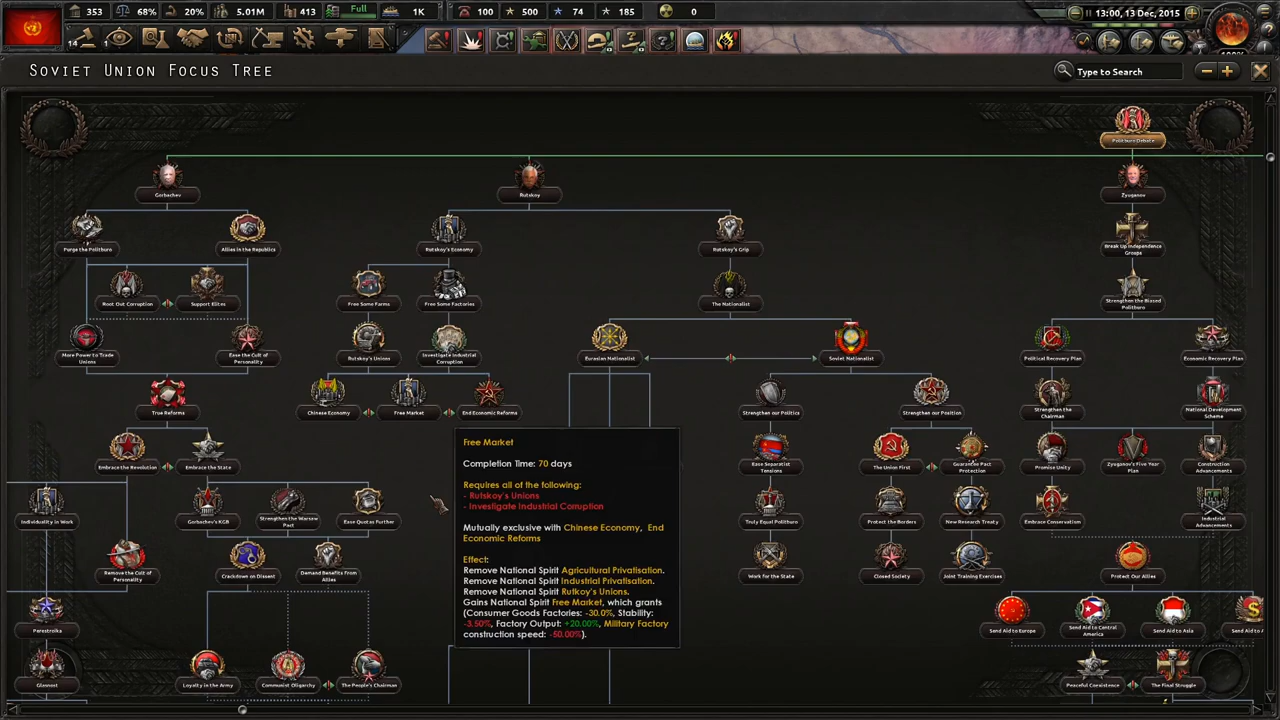 353
68%
20%
5.01M
413
Full
1K
100
500
74
185
0
13:00, 13 Dec, 2015
14
Soviet Union Focus Tree
Type to Search
Politburo Debate
Gorbachev
Rutskoy
Zyuganov
Purge the Politburo
Allies in the Republics
Rutskoy's Economy
Rutskoy's Grip
Break Up Independence
Groups
Root Out Corruption
Support Elites
Free Some Farms
Free Some Factories
The Nationalist
Strengthen the Biased
Politburo
More Power to Trade
Unions
Ease the Cult of
Personality
Rutskoy's Unions
Investigate Industrial
Corruption
Eurasian Nationalist
Soviet Nationalist
Political Recovery Plan
Economic Recovery Plan
True Reforms
Chinese Economy
Free Market
End Economic Reforms
Strengthen our Politics
Strengthen our Position
Strengthen the
Chairman
National Development
Scheme
Embrace the Revolution
Embrace the State
Ease Separatist
Tensions
The Union First
Guarantee Pact
Protection
Promise Unity
Zyuganov's Five Year
Plan
Construction
Advancements
Individuality in Work
Gorbachev's KGB
Strengthen the Warsaw
Pact
Ease Quotas Further
Truly Equal Politburo
Protect the Borders
New Research Treaty
Embrace Conservatism
Industrial
Advancements
Remove the Cult of
Personality
Crackdown on Dissent
Demand Benefits From
Allies
Work for the State
Closed Society
Joint Training Exercises
Protect Our Allies
Perestroika
Send Aid to Europe
Send Aid to Central
America
Send Aid to Asia
Send Aid to A
Glasnost
Loyalty in the Army
Communist Oligarchy
The People's Chairman
Peaceful Coexistence
The Final Struggle
Free Market
Completion Time: 70 days
Requires all of the following:
- Rutskoy's Unions
- Investigate Industrial Corruption
Mutually exclusive with Chinese Economy, End
Economic Reforms
Effect:
Remove National Spirit Agricultural Privatisation.
Remove National Spirit Industrial Privatisation.
Remove National Spirit Rutkoy's Unions.
Gains National Spirit Free Market, which grants
(Consumer Goods Factories: -30.0%, Stability:
-3.50%, Factory Output: +20.00%, Military Factory
construction speed: -50.00%).